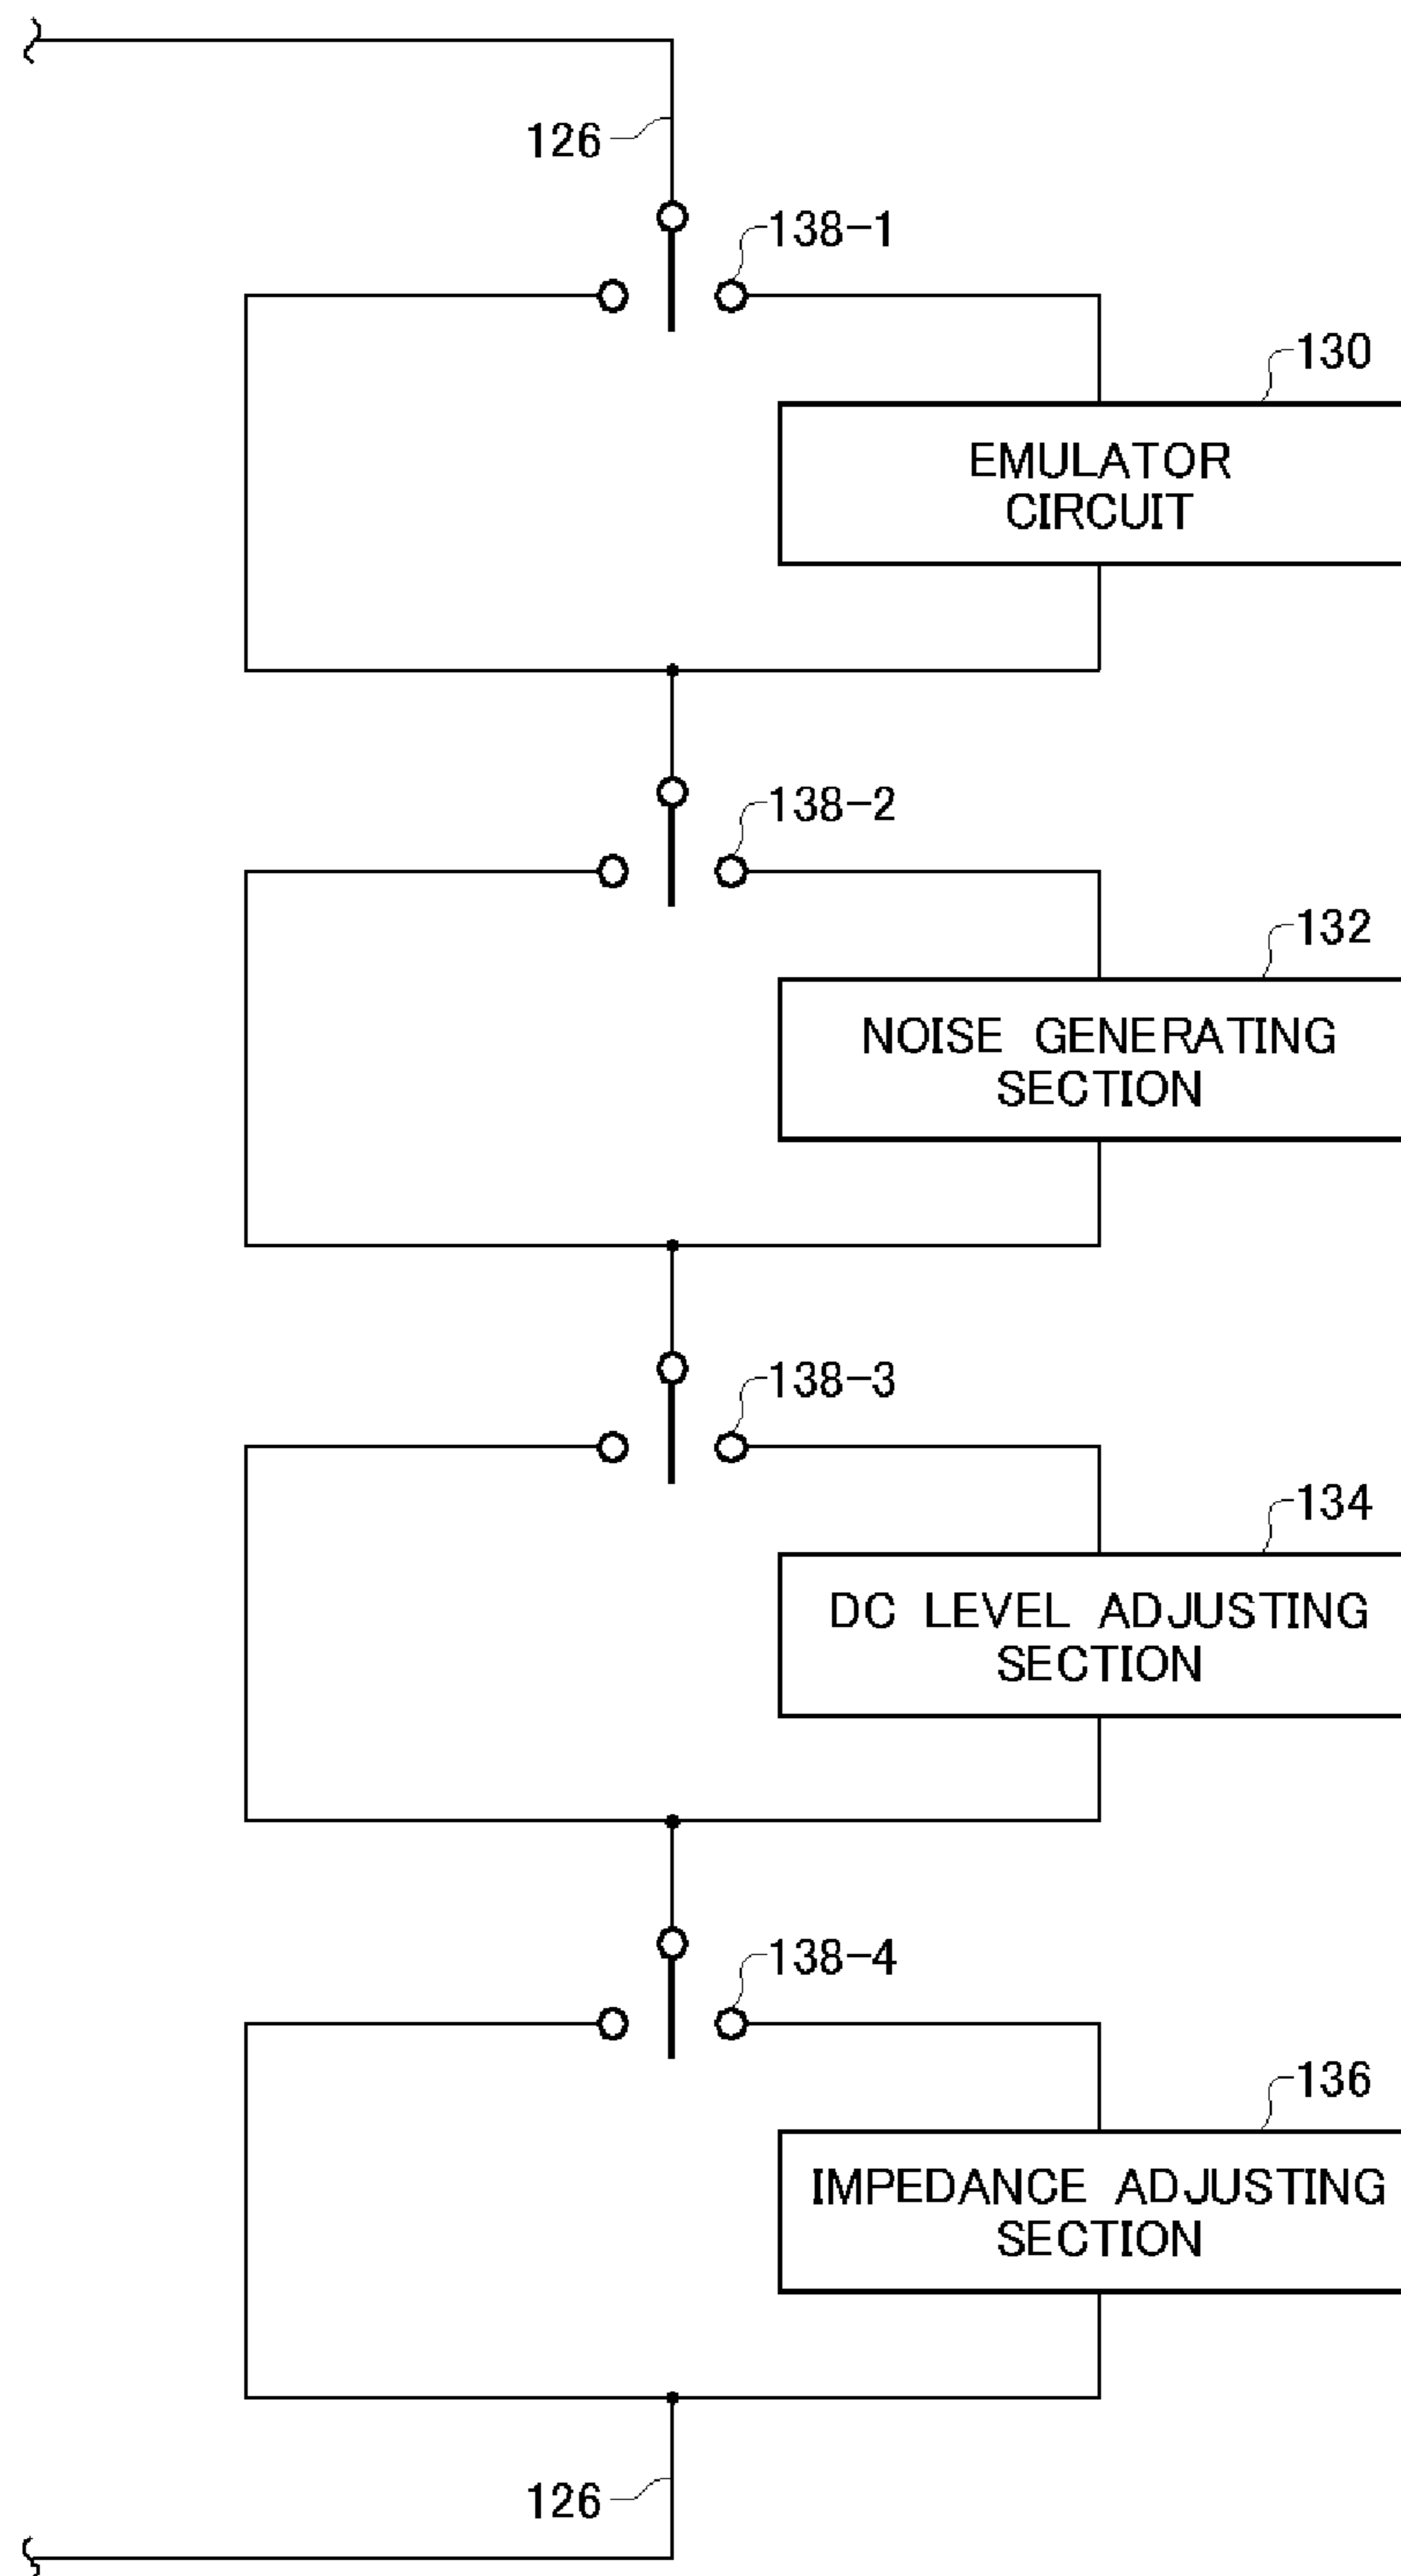 126
138-1
130
EMULATOR
CIRCUIT
138-2
132
NOISE GENERATING
SECTION
138-3
134
DC LEVEL ADJUSTING
SECTION
138-4
136
IMPEDANCE ADJUSTING
SECTION
126